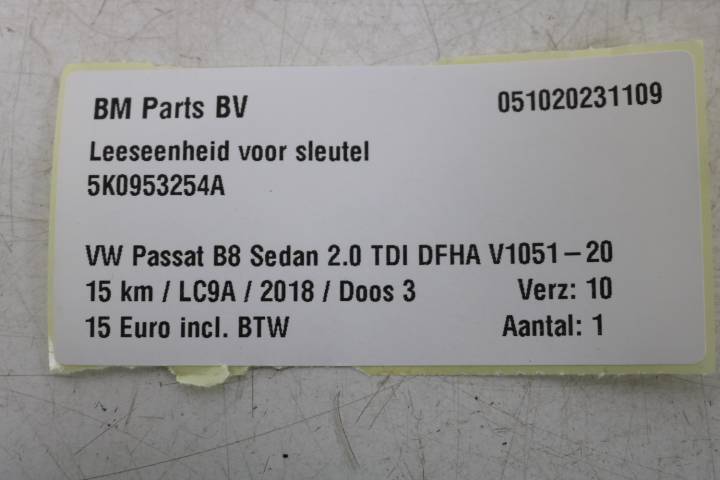 BM Parts BV 051020231109
Leeseenheid voor sleutel
5K0953254A
VW Passat B8 Sedan 2.0 TDI DFHA V1051-20
15 km / LC9A / 2018 / Doos 3 Verz: 10
15 Euro incl. BTW Aantal: 1